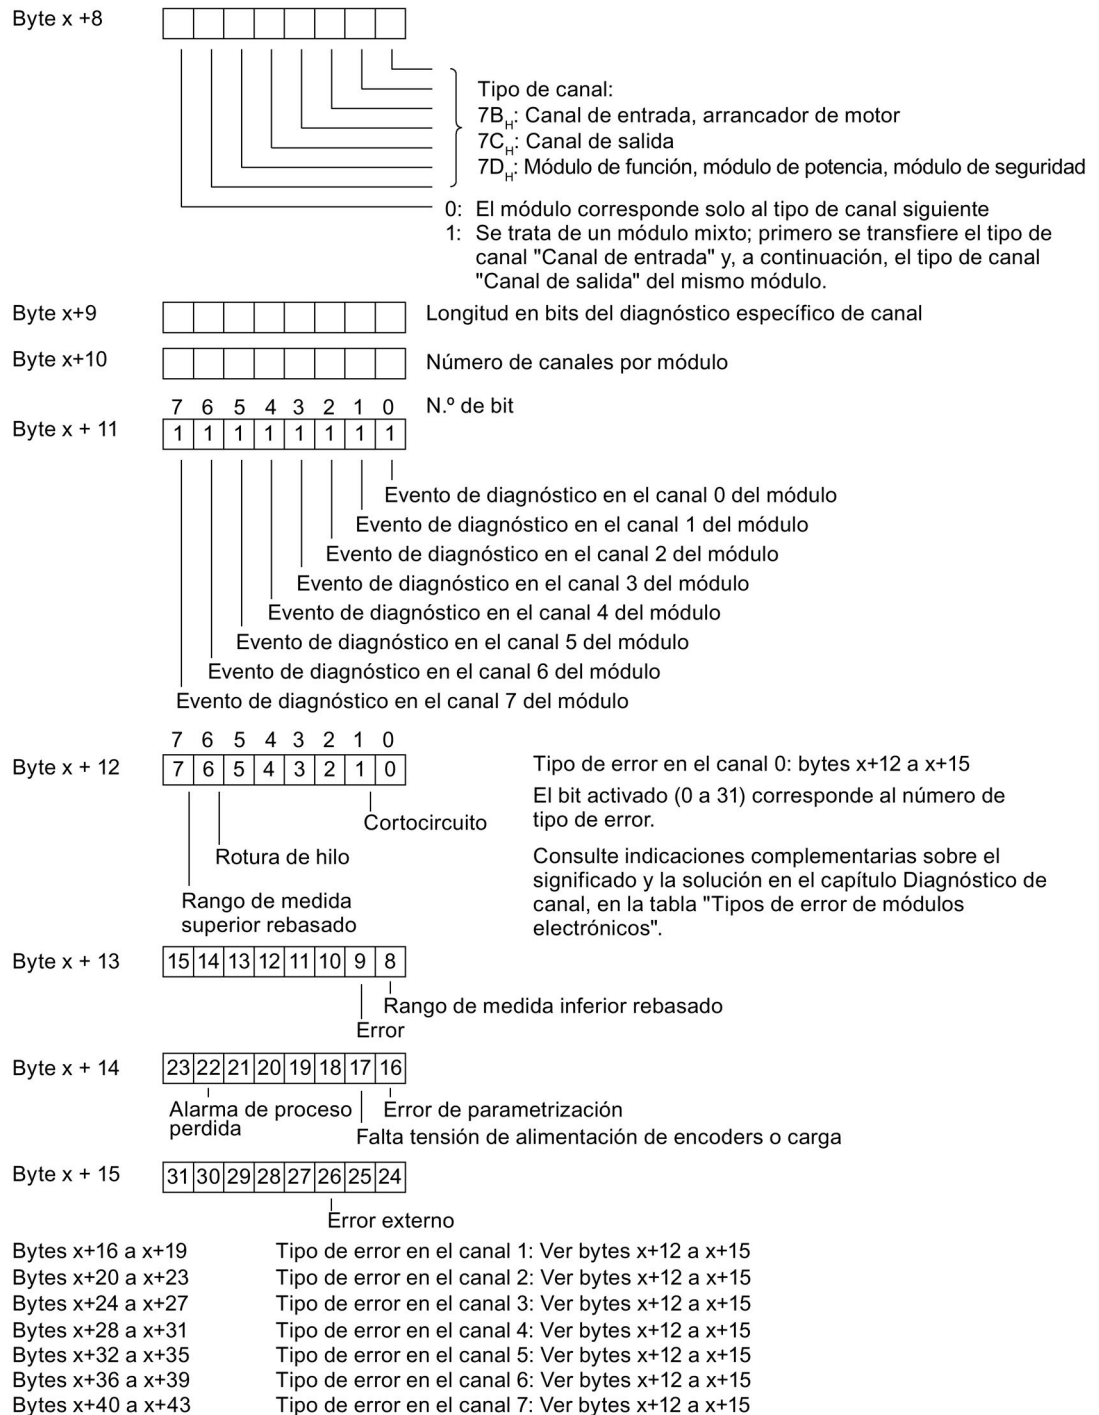 Byte x +8
Tipo de canal:
7BH: Canal de entrada, arrancador de motor
7CH: Canal de salida
7DH: Módulo de función, módulo de potencia, módulo de seguridad
0: El módulo corresponde solo al tipo de canal siguiente
1: Se trata de un módulo mixto; primero se transfiere el tipo de
canal "Canal de entrada" y, a continuación, el tipo de canal
"Canal de salida" del mismo módulo.
Byte x+9 Longitud en bits del diagnóstico específico de canal
Byte x+10 Número de canales por módulo
7 6 5 4 3 2 1 0 N.º de bit
Byte x + 11 1 1 1 1 1 1 1 1
Evento de diagnóstico en el canal 0 del módulo
Evento de diagnóstico en el canal 1 del módulo
Evento de diagnóstico en el canal 2 del módulo
Evento de diagnóstico en el canal 3 del módulo
Evento de diagnóstico en el canal 4 del módulo
Evento de diagnóstico en el canal 5 del módulo
Evento de diagnóstico en el canal 6 del módulo
Evento de diagnóstico en el canal 7 del módulo
7 6 5 4 3 2 1 0
Byte x + 12 7 6 5 4 3 2 1 0
Cortocircuito
Rotura de hilo
Rango de medida
superior rebasado
Tipo de error en el canal 0: bytes x+12 a x+15
El bit activado (0 a 31) corresponde al número de
tipo de error.
Consulte indicaciones complementarias sobre el
significado y la solución en el capítulo Diagnóstico de
canal, en la tabla "Tipos de error de módulos
electrónicos".
Byte x + 13 15 14 13 12 11 10 9 8
Rango de medida inferior rebasado
Error
Byte x + 14 23 22 21 20 19 18 17 16
Alarma de proceso
perdida
Error de parametrización
Falta tensión de alimentación de encoders o carga
Byte x + 15 31 30 29 28 27 26 25 24
Error externo
Bytes x+16 a x+19 Tipo de error en el canal 1: Ver bytes x+12 a x+15
Bytes x+20 a x+23 Tipo de error en el canal 2: Ver bytes x+12 a x+15
Bytes x+24 a x+27 Tipo de error en el canal 3: Ver bytes x+12 a x+15
Bytes x+28 a x+31 Tipo de error en el canal 4: Ver bytes x+12 a x+15
Bytes x+32 a x+35 Tipo de error en el canal 5: Ver bytes x+12 a x+15
Bytes x+36 a x+39 Tipo de error en el canal 6: Ver bytes x+12 a x+15
Bytes x+40 a x+43 Tipo de error en el canal 7: Ver bytes x+12 a x+15